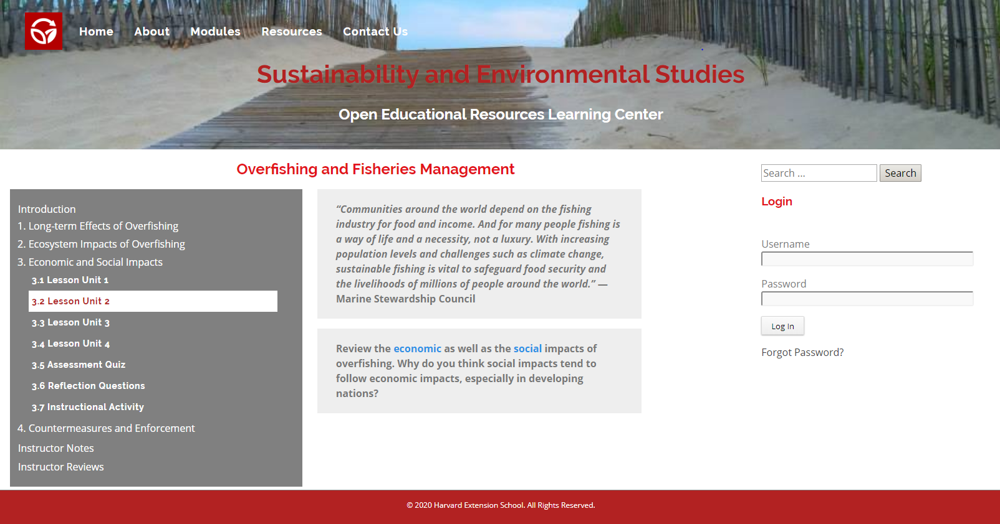 Home About Modules Resources Contact Us
Sustainability and Environmental Studies
Open Educational Resources Learning Center
Overfishing and Fisheries Management
Introduction
1. Long-term Effects of Overfishing
2. Ecosystem Impacts of Overfishing
3. Economic and Social Impacts
3.1 Lesson Unit 1
3.2 Lesson Unit 2
3.3 Lesson Unit 3
3.4 Lesson Unit 4
3.5 Assessment Quiz
3.6 Reflection Questions
3.7 Instructional Activity
4. Countermeasures and Enforcement
Instructor Notes
Instructor Reviews
“Communities around the world depend on the fishing
industry for food and income. And for many people fishing is
a way of life and a necessity, not a luxury. With increasing
population levels and challenges such as climate change,
sustainable fishing is vital to safeguard food security and
the livelihoods of millions of people around the world.” —
Marine Stewardship Council
Review the economic as well as the social impacts of
overfishing. Why do you think social impacts tend to
follow economic impacts, especially in developing
nations?
Search ... Search
Login
Username
Password
Log In
Forgot Password?
© 2020 Harvard Extension School. All Rights Reserved.